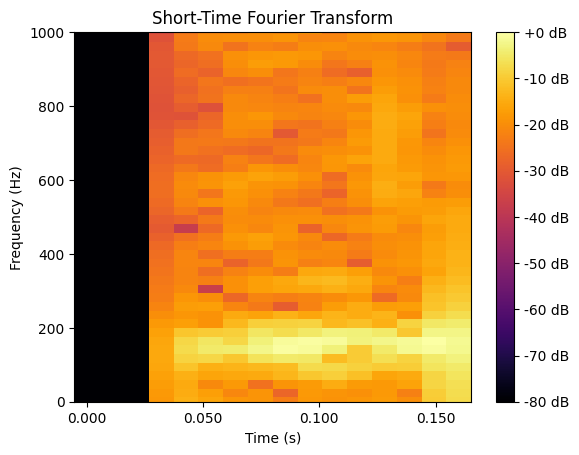 Short-Time Fourier Transform
1000
800
600
400
200
0
Frequency (Hz)
0.000
0.050
0.100
0.150
Time (s)
+0 dB
-10 dB
-20 dB
-30 dB
-40 dB
-50 dB
-60 dB
-70 dB
-80 dB